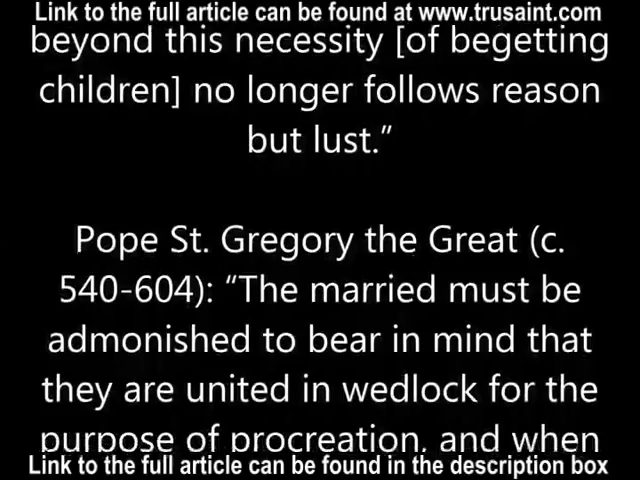 Link to the full article can be found at www.trusaint.com
beyond this necessity [of begetting
children] no longer follows reason
but lust.”
Pope St. Gregory the Great (c.
540-604): “The married must be
admonished to bear in mind that
they are united in wedlock for the
purpose of procreation, and when
Link to the full article can be found in the description box